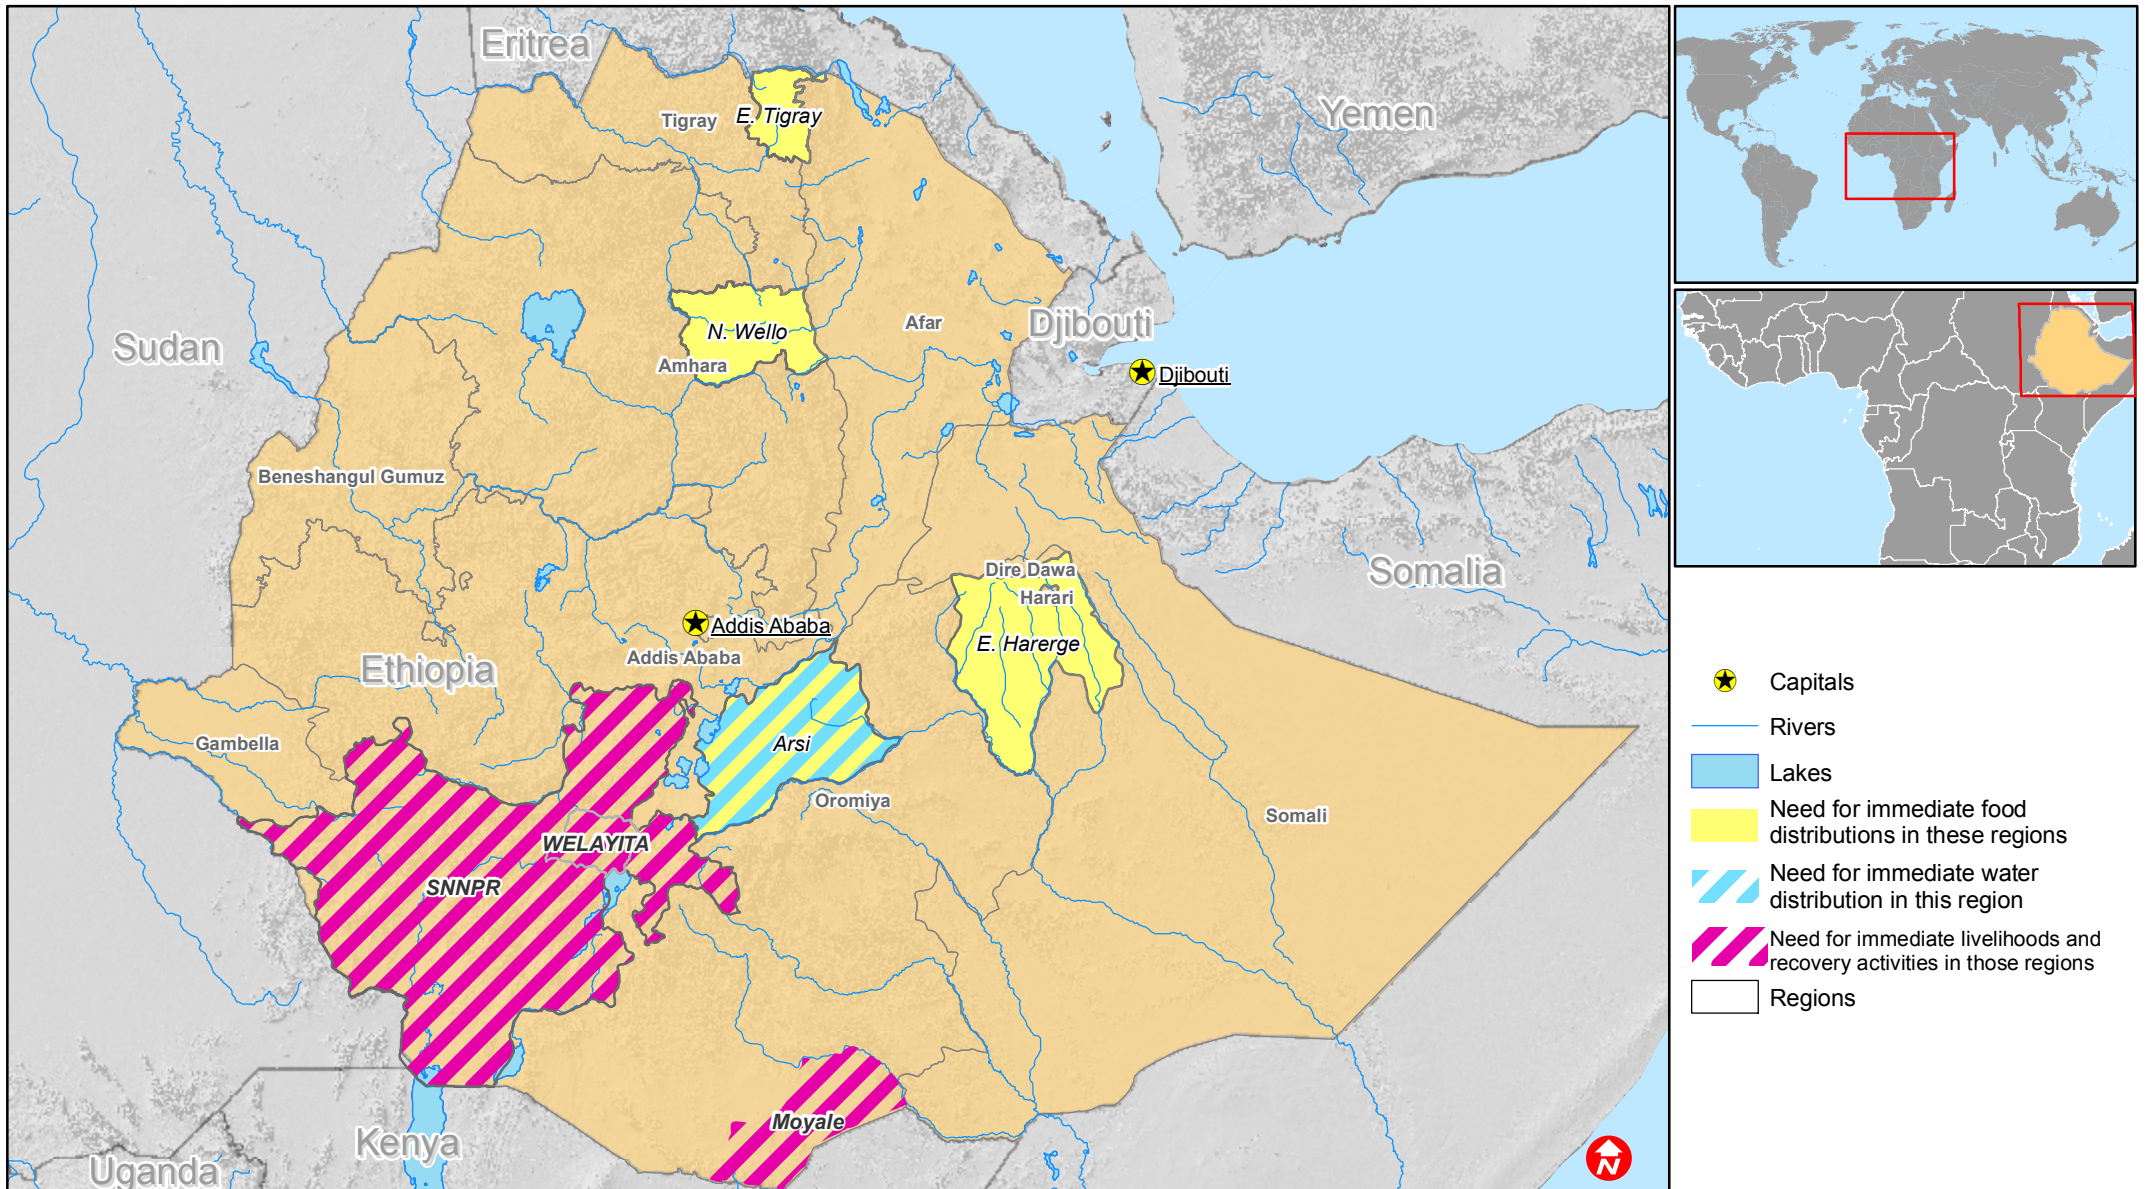 Eritrea
Yemen
Tigray
E. Tigray
Sudan
N. Wello
Afar
Djibouti
Amhara
Djibouti
Beneshangul Gumuz
Somalia
Dire Dawa
Harari
Addis Ababa
Addis Ababa
E. Harerge
Ethiopia
Gambella
Arsi
Oromiya
Somali
WELAYITA
SNNPR
Moyale
Kenya
Uganda
N
Capitals
Rivers
Lakes
Need for immediate food
distributions in these regions
Need for immediate water
distribution in this region
Need for immediate livelihoods and
recovery activities in those regions
Regions